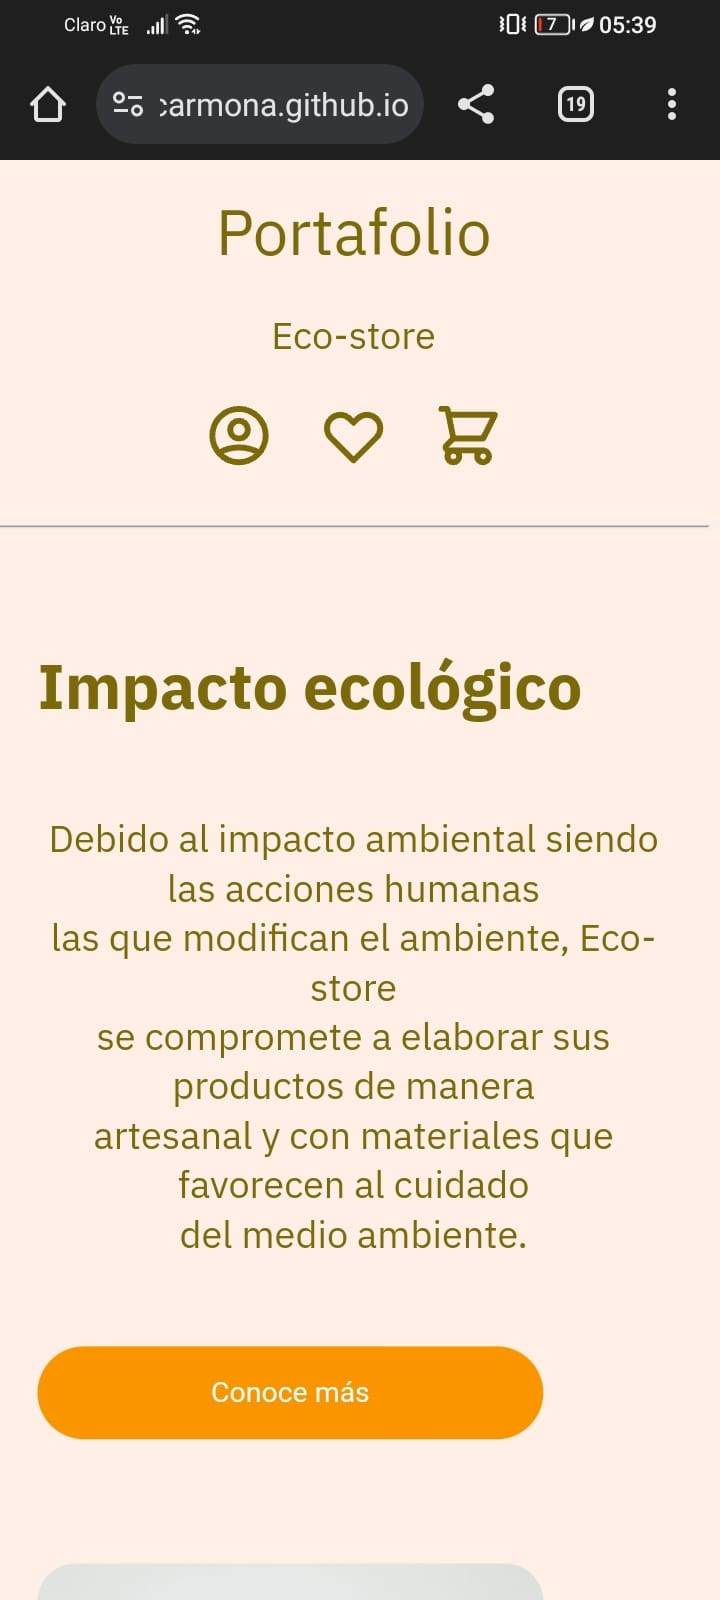 Claro Vo LTE 7 05:39
carmona.github.io 19
Portafolio
Eco-store
Impacto ecológico
Debido al impacto ambiental siendo
las acciones humanas
las que modifican el ambiente, Eco-
store
se compromete a elaborar sus
productos de manera
artesanal y con materiales que
favorecen al cuidado
del medio ambiente.
Conoce más